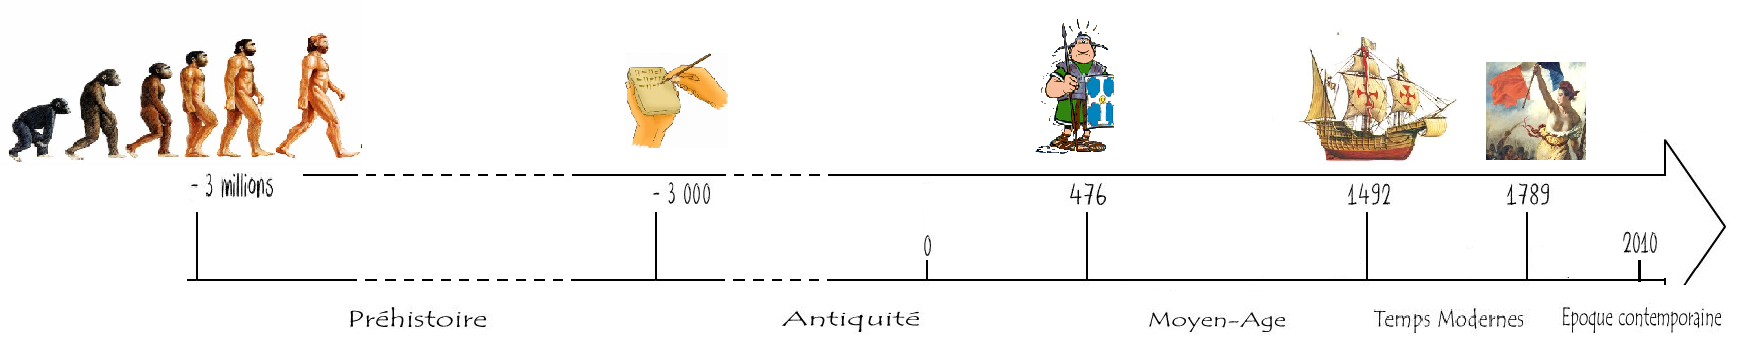 - 3 millions
- 3 000
476
1492
1789
0
2010
Préhistoire
Antiquité
Moyen-Age
Temps Modernes
Epoque contemporaine